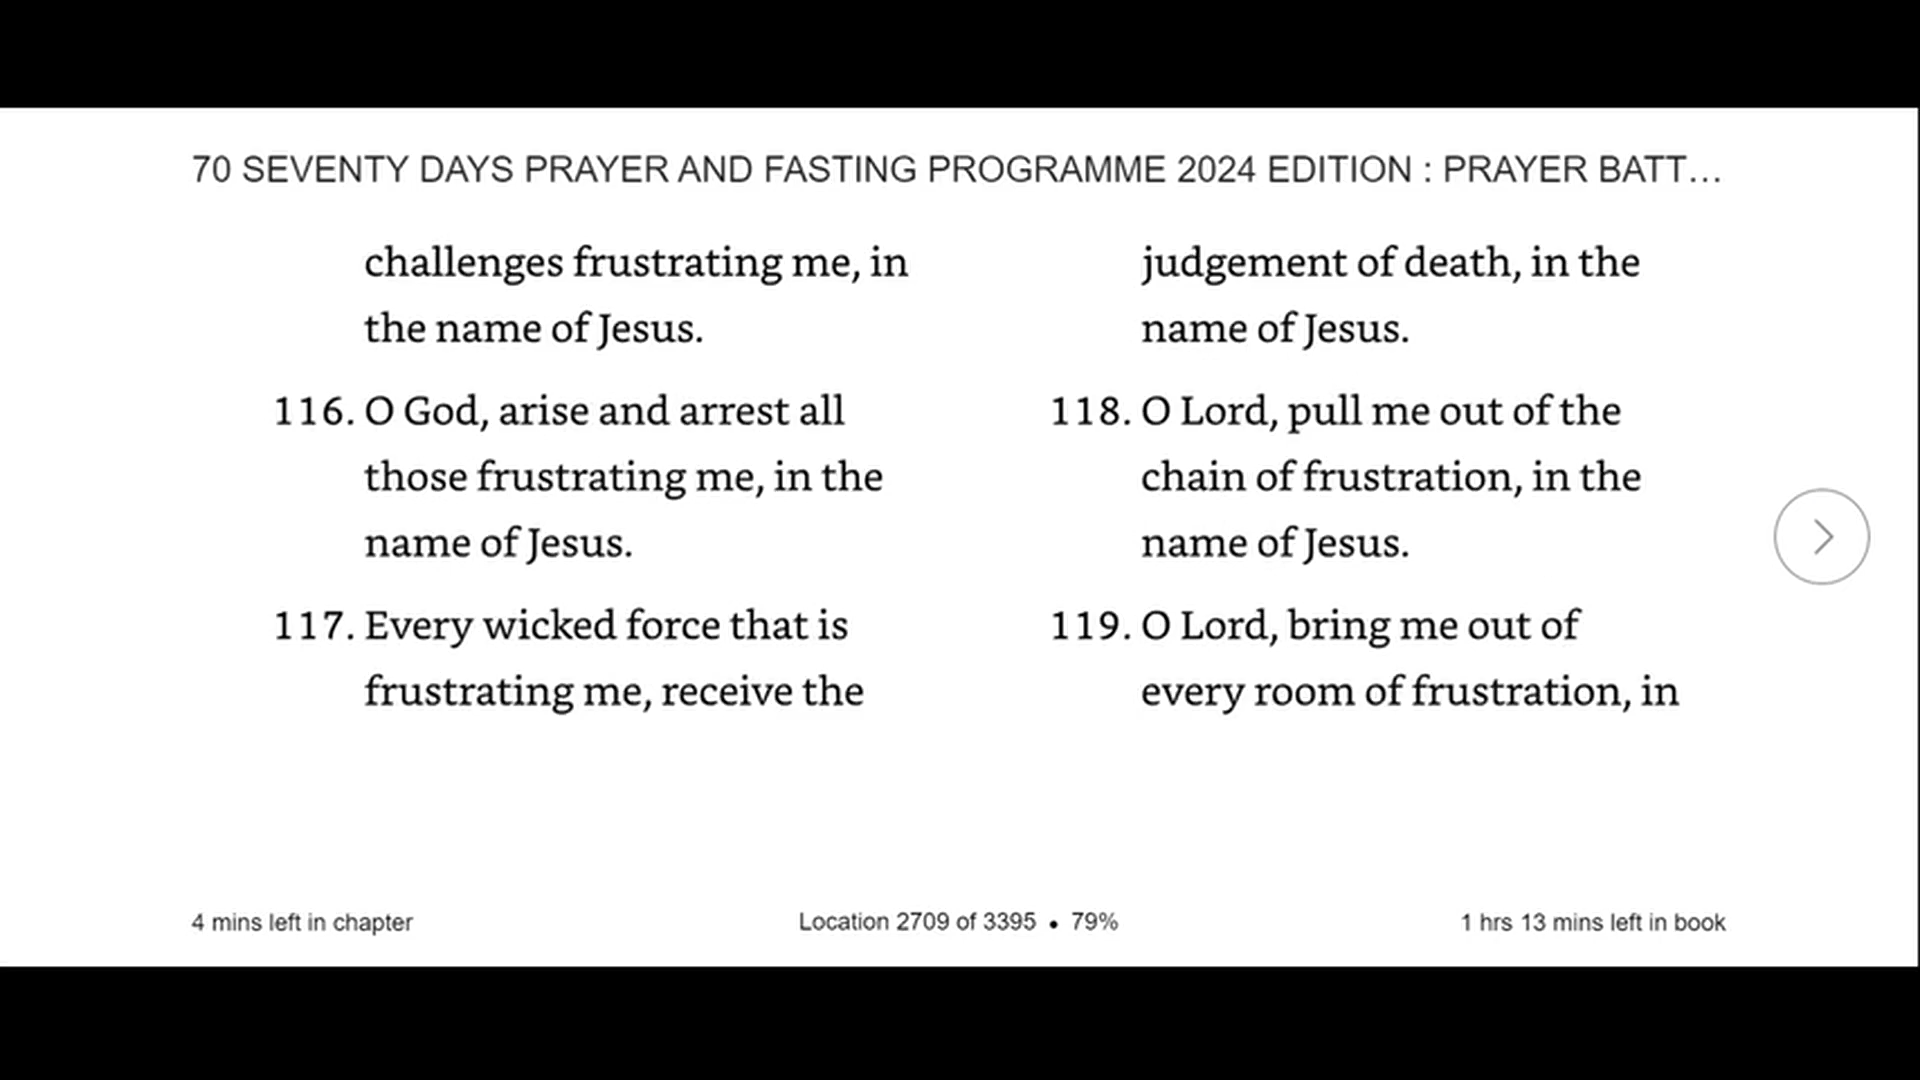 70 SEVENTY DAYS PRAYER AND FASTING PROGRAMME 2024 EDITION : PRAYER BATT...
challenges frustrating me, in
the name of Jesus.
116. O God, arise and arrest all
those frustrating me, in the
name of Jesus.
117. Every wicked force that is
frustrating me, receive the
judgement of death, in the
name of Jesus.
118. O Lord, pull me out of the
chain of frustration, in the
name of Jesus.
119. O Lord, bring me out of
every room of frustration, in
4 mins left in chapter
Location 2709 of 3395 • 79%
1 hrs 13 mins left in book